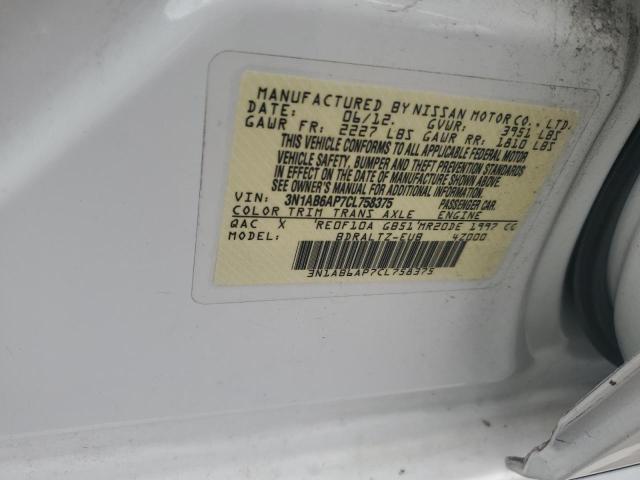 MANUFACTURED BY NISSAN MOTOR CO., LTD.
DATE: 06/12. GVWR: 3951 LBS
GAWR FR: 2227 LBS GAWR RR: 1810 LBS
THIS VEHICLE CONFORMS TO ALL APPLICABLE FEDERAL MOTOR
VEHICLE SAFETY, BUMPER AND THEFT PREVENTION STANDARDS
IN EFFECT ON THE DATE OF MANUFACTURE SHOWN ABOVE.
SEE OWNER'S MANUAL FOR ADDITIONAL INFORMATION.
VIN: 3N1AB6AP7CL758375 PASSENGER CAR.
COLOR TRIM TRANS AXLE ENGINE
QAC X 'RE0F10A GB51'MR20DE 1997 CC
MODEL: BDRALTZ-EUB 4Z000
3N1AB6AP7CL758375